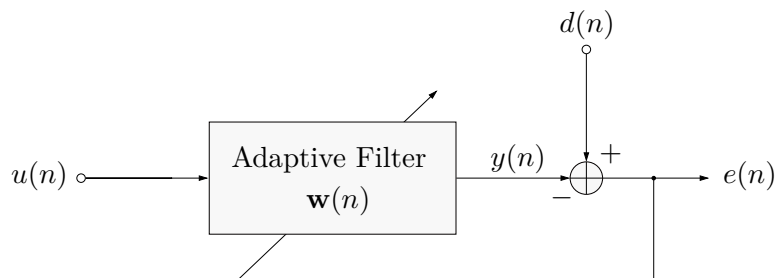 d(n)
Adaptive Filter
y(n)
+
u(n)
e(n)
w(n)
−